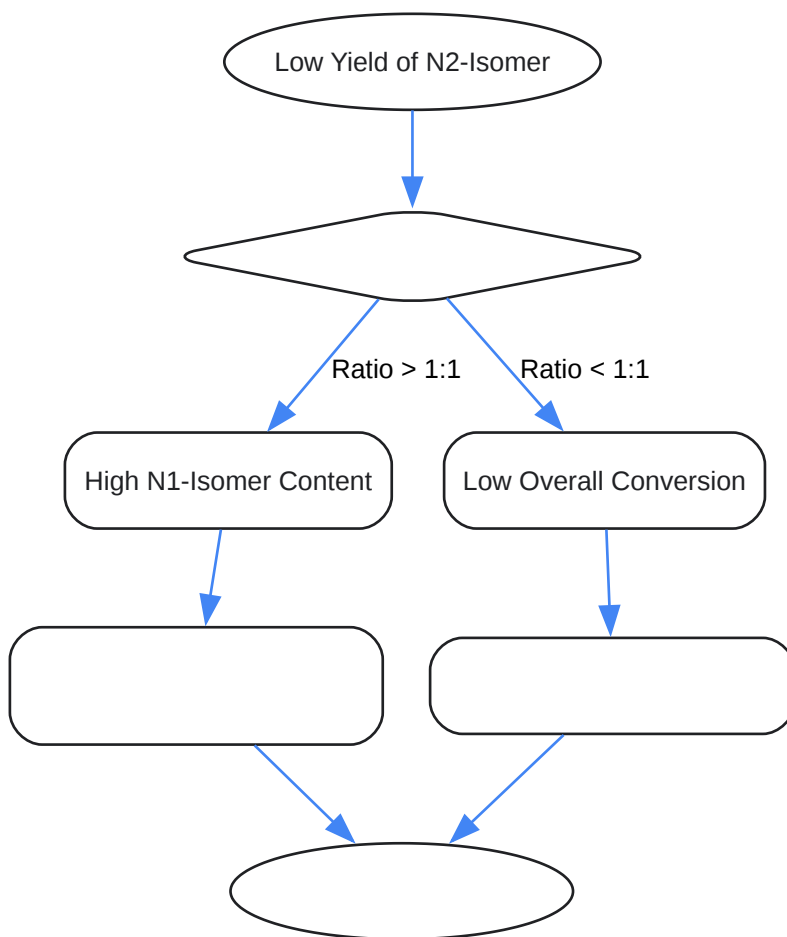 Low Yield of N2-Isomer
Ratio > 1:1
Ratio < 1:1
High N1-Isomer Content
Low Overall Conversion